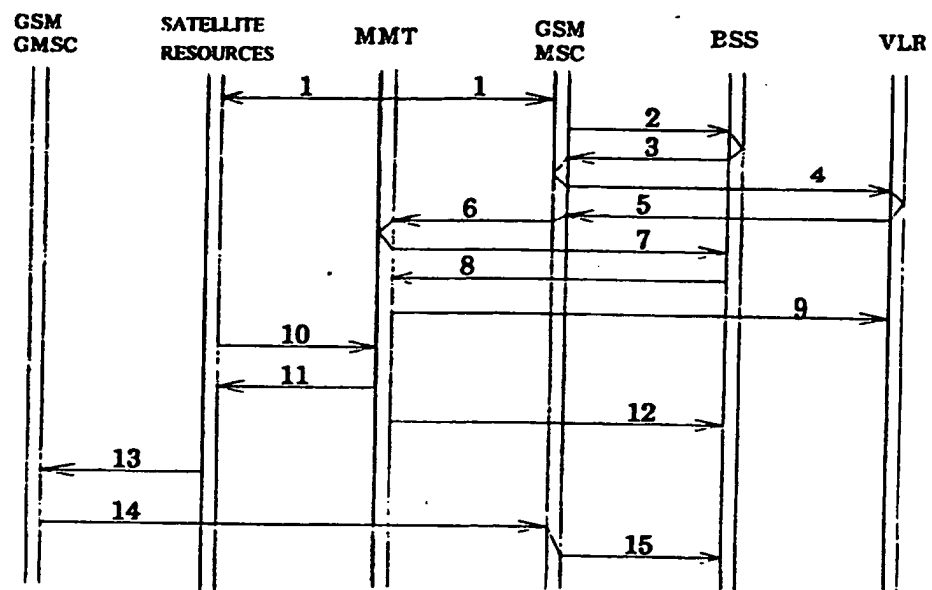 GSM
GMSC
SATELLITE
RESOURCES
MMT
GSM
MSC
BSS
VLR
1
1
2
3
4
5
6
7
8
9
10
11
12
13
14
15